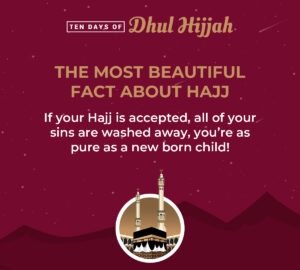 TEN DAYS OF Dhul Hijjah
THE MOST BEAUTIFUL
FACT ABOUT HAJJ
If your Hajj is accepted, all of your
sins are washed away, you're as
pure as a new born child!